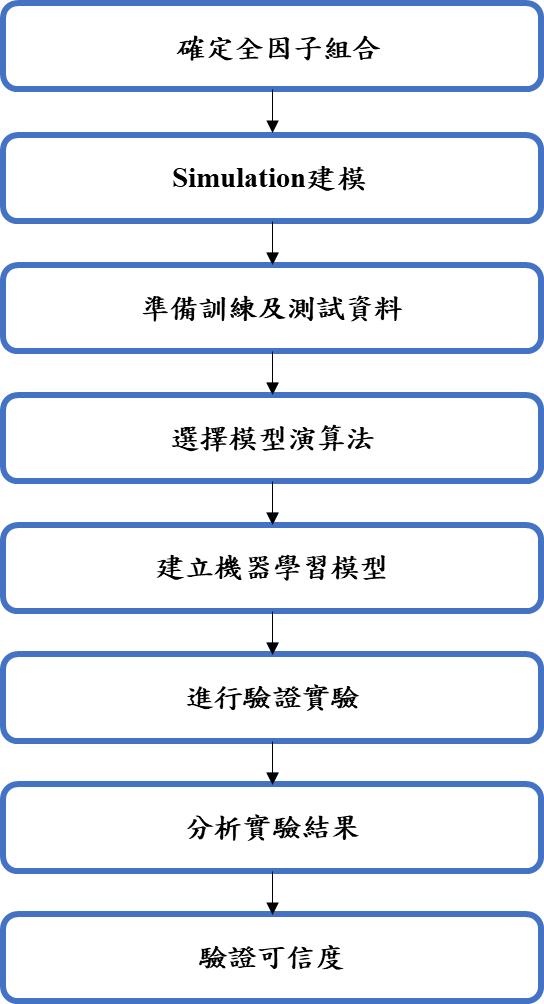 確定全因子組合
Simulation建模
準備訓練及測試資料
選擇模型演算法
建立機器學習模型
進行驗證實驗
分析實驗結果
驗證可信度